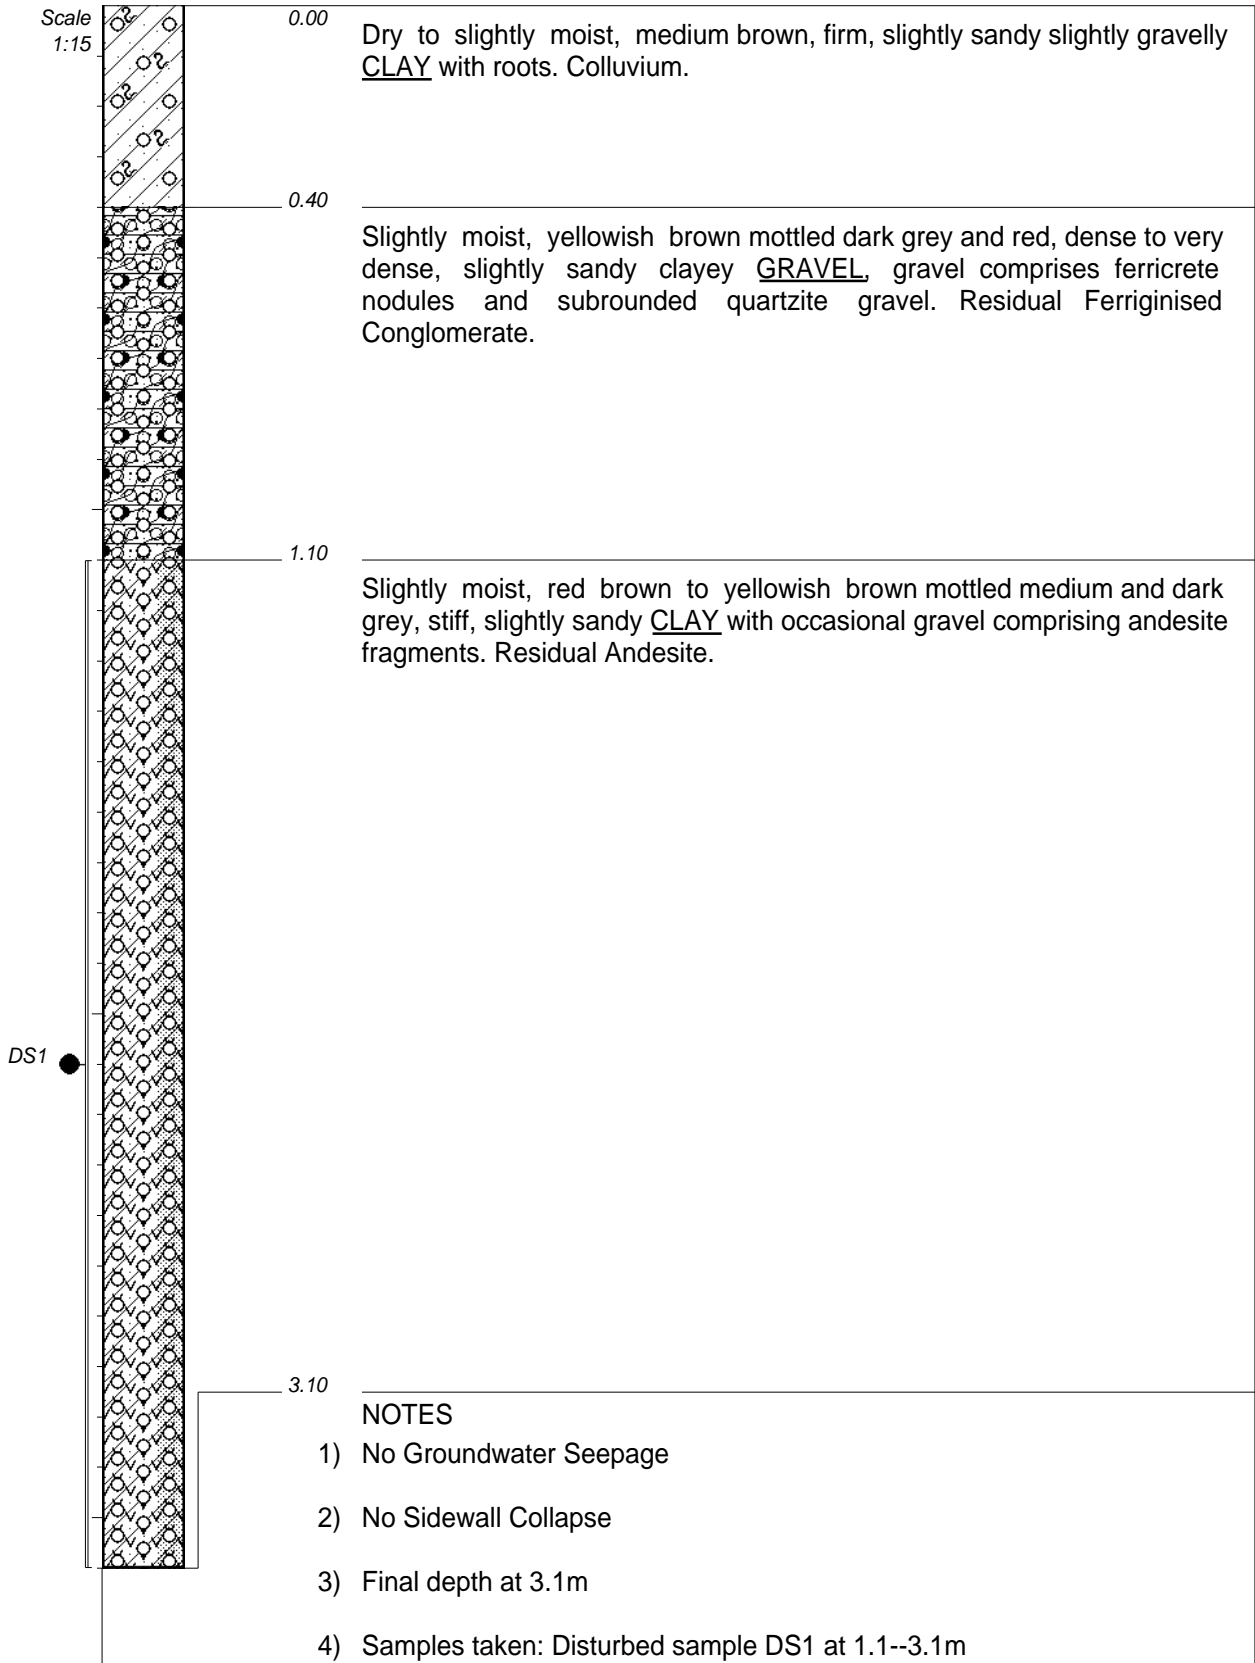 Scale
1:15
0.00
Dry to slightly moist, medium brown, firm, slightly sandy slightly gravelly
CLAY with roots. Colluvium.
0.40
Slightly moist, yellowish brown mottled dark grey and red, dense to very
dense, slightly sandy clayey GRAVEL, gravel comprises ferricrete
nodules and subrounded quartzite gravel. Residual Ferriginised
Conglomerate.
1.10
Slightly moist, red brown to yellowish brown mottled medium and dark
grey, stiff, slightly sandy CLAY with occasional gravel comprising andesite
fragments. Residual Andesite.
DS1
3.10
NOTES
1) No Groundwater Seepage
2) No Sidewall Collapse
3) Final depth at 3.1m
4) Samples taken: Disturbed sample DS1 at 1.1--3.1m